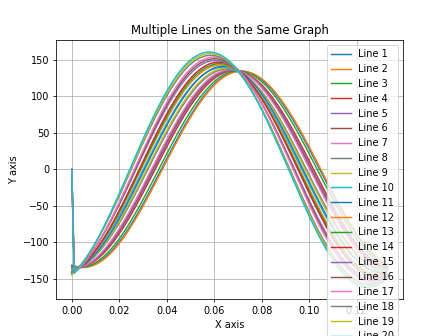 Multiple Lines on the Same Graph
Y axis
150
100
50
0
−50
−100
−150
0.00
0.02
0.04
0.06
0.08
0.10
X axis
Line 1
Line 2
Line 3
Line 4
Line 5
Line 6
Line 7
Line 8
Line 9
Line 10
Line 11
Line 12
Line 13
Line 14
Line 15
Line 16
Line 17
Line 18
Line 19
Line 20